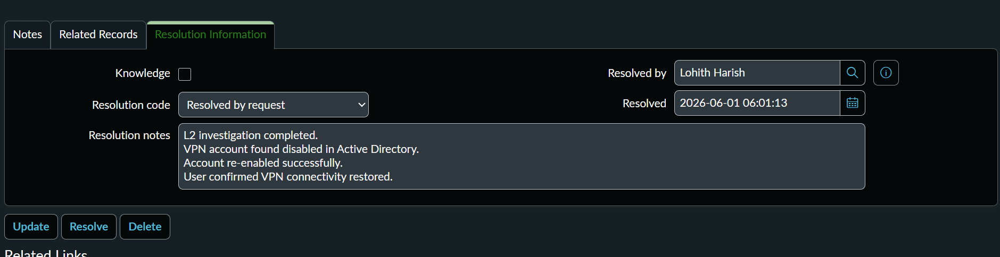 Notes
Related Records
Resolution Information
Knowledge
Resolved by
Lohith Harish
Resolution code
Resolved by request
Resolved
2026-06-01 06:01:13
Resolution notes
L2 investigation completed.
VPN account found disabled in Active Directory.
Account re-enabled successfully.
User confirmed VPN connectivity restored.
Update
Resolve
Delete
Related Links